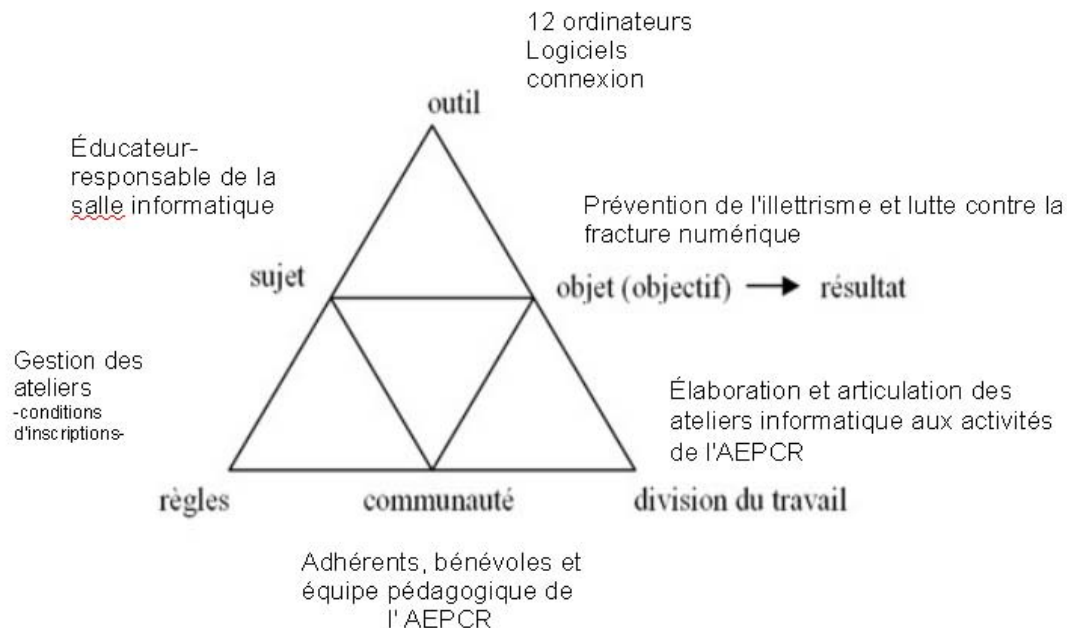 12 ordinateurs
Logiciels
connexion
outil
Éducateur-
responsable de la
salle informatique
Prévention de l'illettrisme et lutte contre la
fracture numérique
sujet
objet (objectif)
résultat
Gestion des
ateliers
-conditions
d'inscriptions-
Élaboration et articulation des
ateliers informatique aux activités
de l'AEPCR
règles
communauté
division du travail
Adhérents, bénévoles et
équipe pédagogique de
l' AEPCR